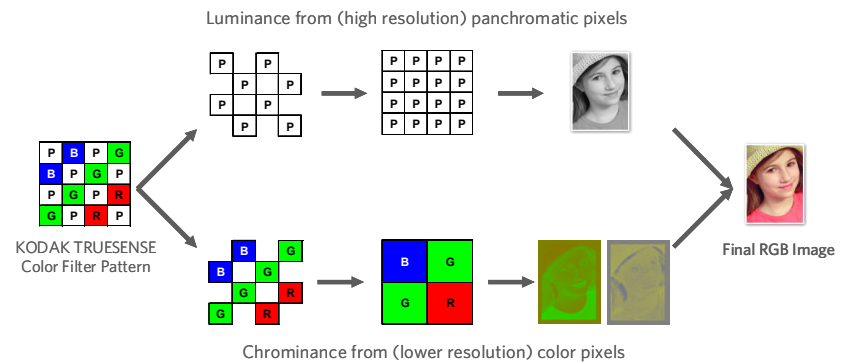 Luminance from (high resolution) panchromatic pixels
P P
P P
P P
P P
P P P P
P P P P
P P P P
P P P P
P B P G
B P G P
P G P R
G P R P
KODAK TRUESENSE
Color Filter Pattern
B G
B G
G R
G R
B G
G R
Final RGB Image
Chrominance from (lower resolution) color pixels